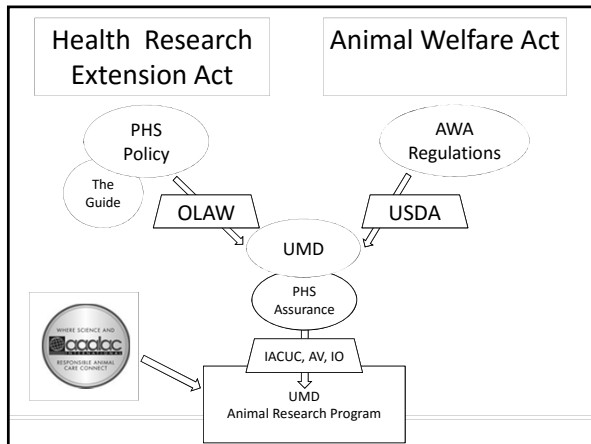 Health Research
Extension Act
Animal Welfare Act
PHS
Policy
AWA
Regulations
The
Guide
OLAW
USDA
UMD
PHS
Assurance
WHERE SCIENCE AND
aaalac
INTERNATIONAL
RESPONSIBLE ANIMAL
CARE CONNECT
IACUC, AV, IO
UMD
Animal Research Program